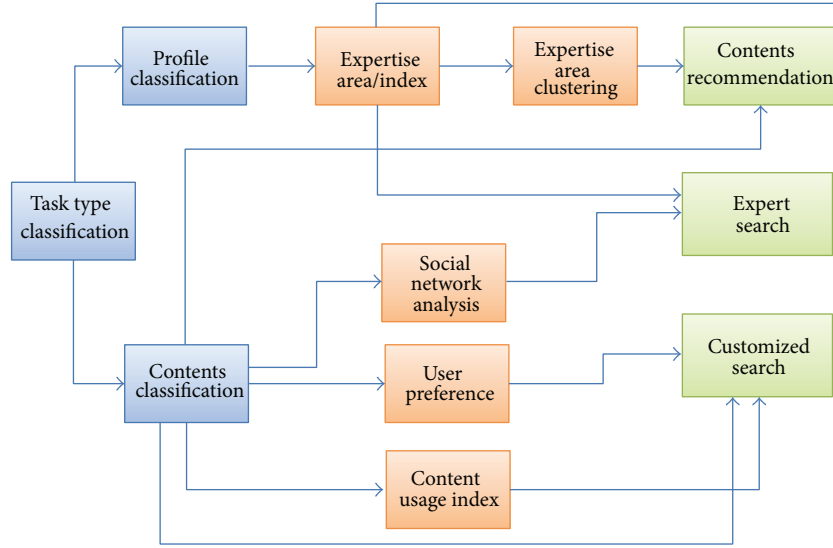 Profile
classification
Expertise
area/index
Expertise
area
clustering
Contents
recommendation
Task type
classification
Expert
search
Social
network
analysis
Contents
classification
User
preference
Customized
search
Content
usage index